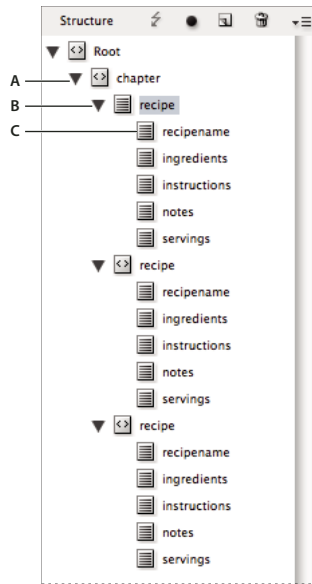 Structure
Root
A chapter
B recipe
C recipename
ingredients
instructions
notes
servings
recipe
recipename
ingredients
instructions
notes
servings
recipe
recipename
ingredients
instructions
notes
servings